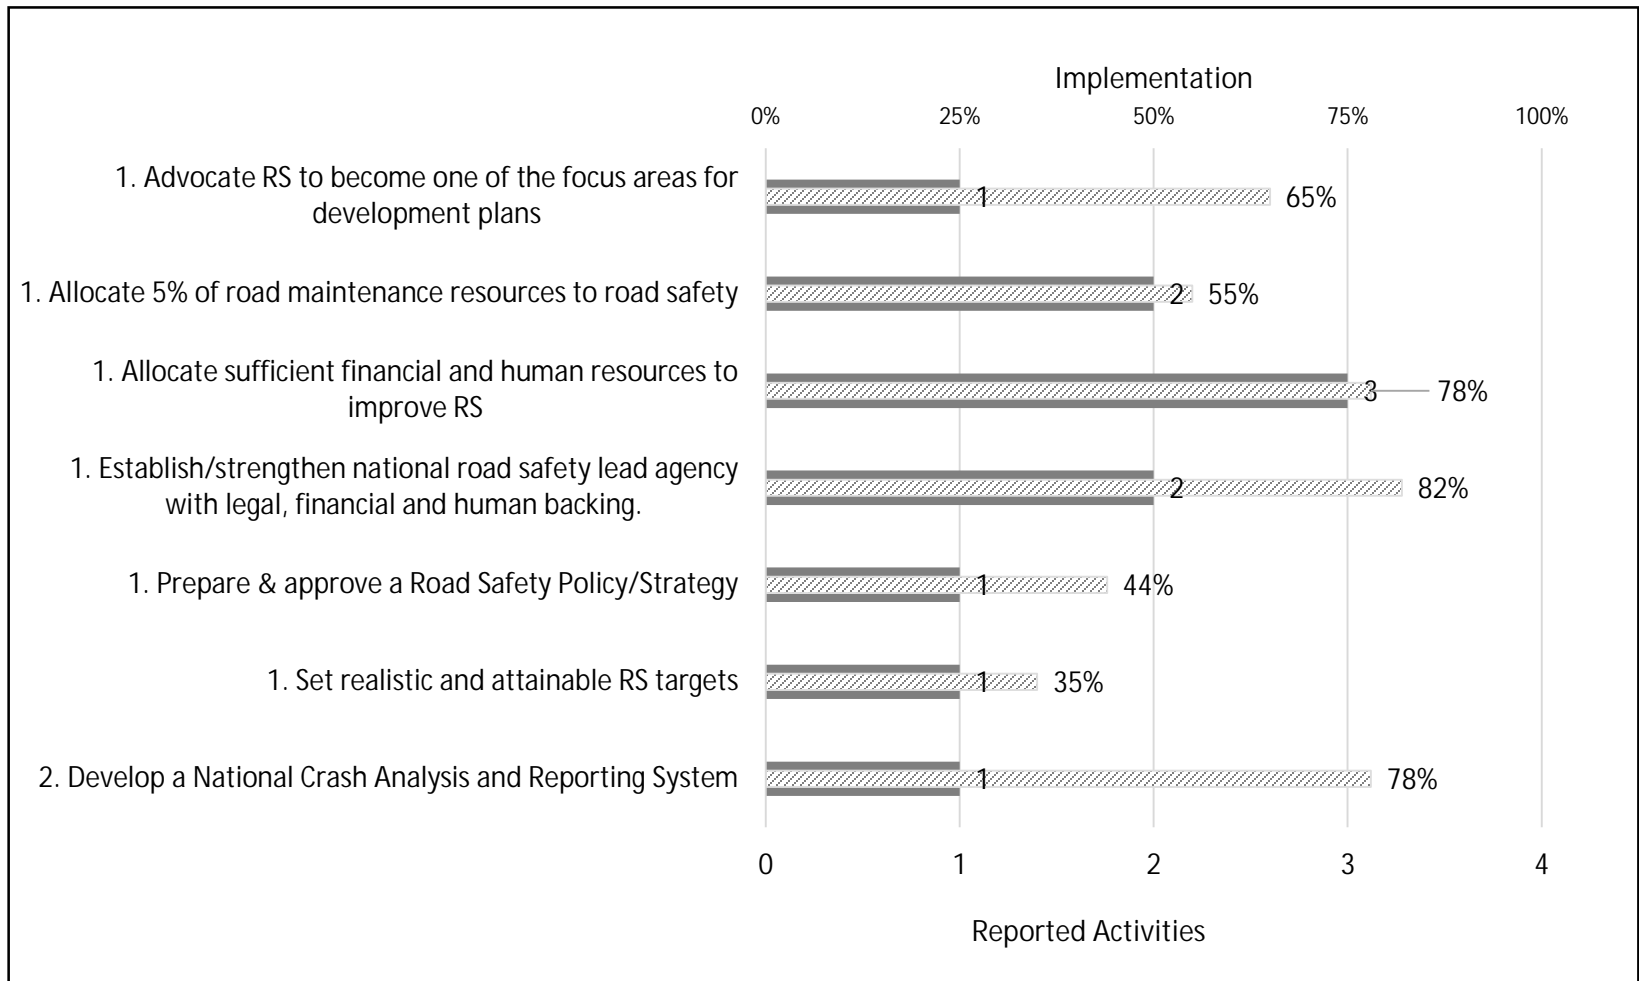 Implementation
0% 25% 50% 75% 100%
1. Advocate RS to become one of the focus areas for
development plans
1 65%
1. Allocate 5% of road maintenance resources to road safety
2 55%
1. Allocate sufficient financial and human resources to
improve RS
3 78%
1. Establish/strengthen national road safety lead agency
with legal, financial and human backing.
2 82%
1. Prepare & approve a Road Safety Policy/Strategy
1 44%
1. Set realistic and attainable RS targets
1 35%
2. Develop a National Crash Analysis and Reporting System
1 78%
0 1 2 3 4
Reported Activities